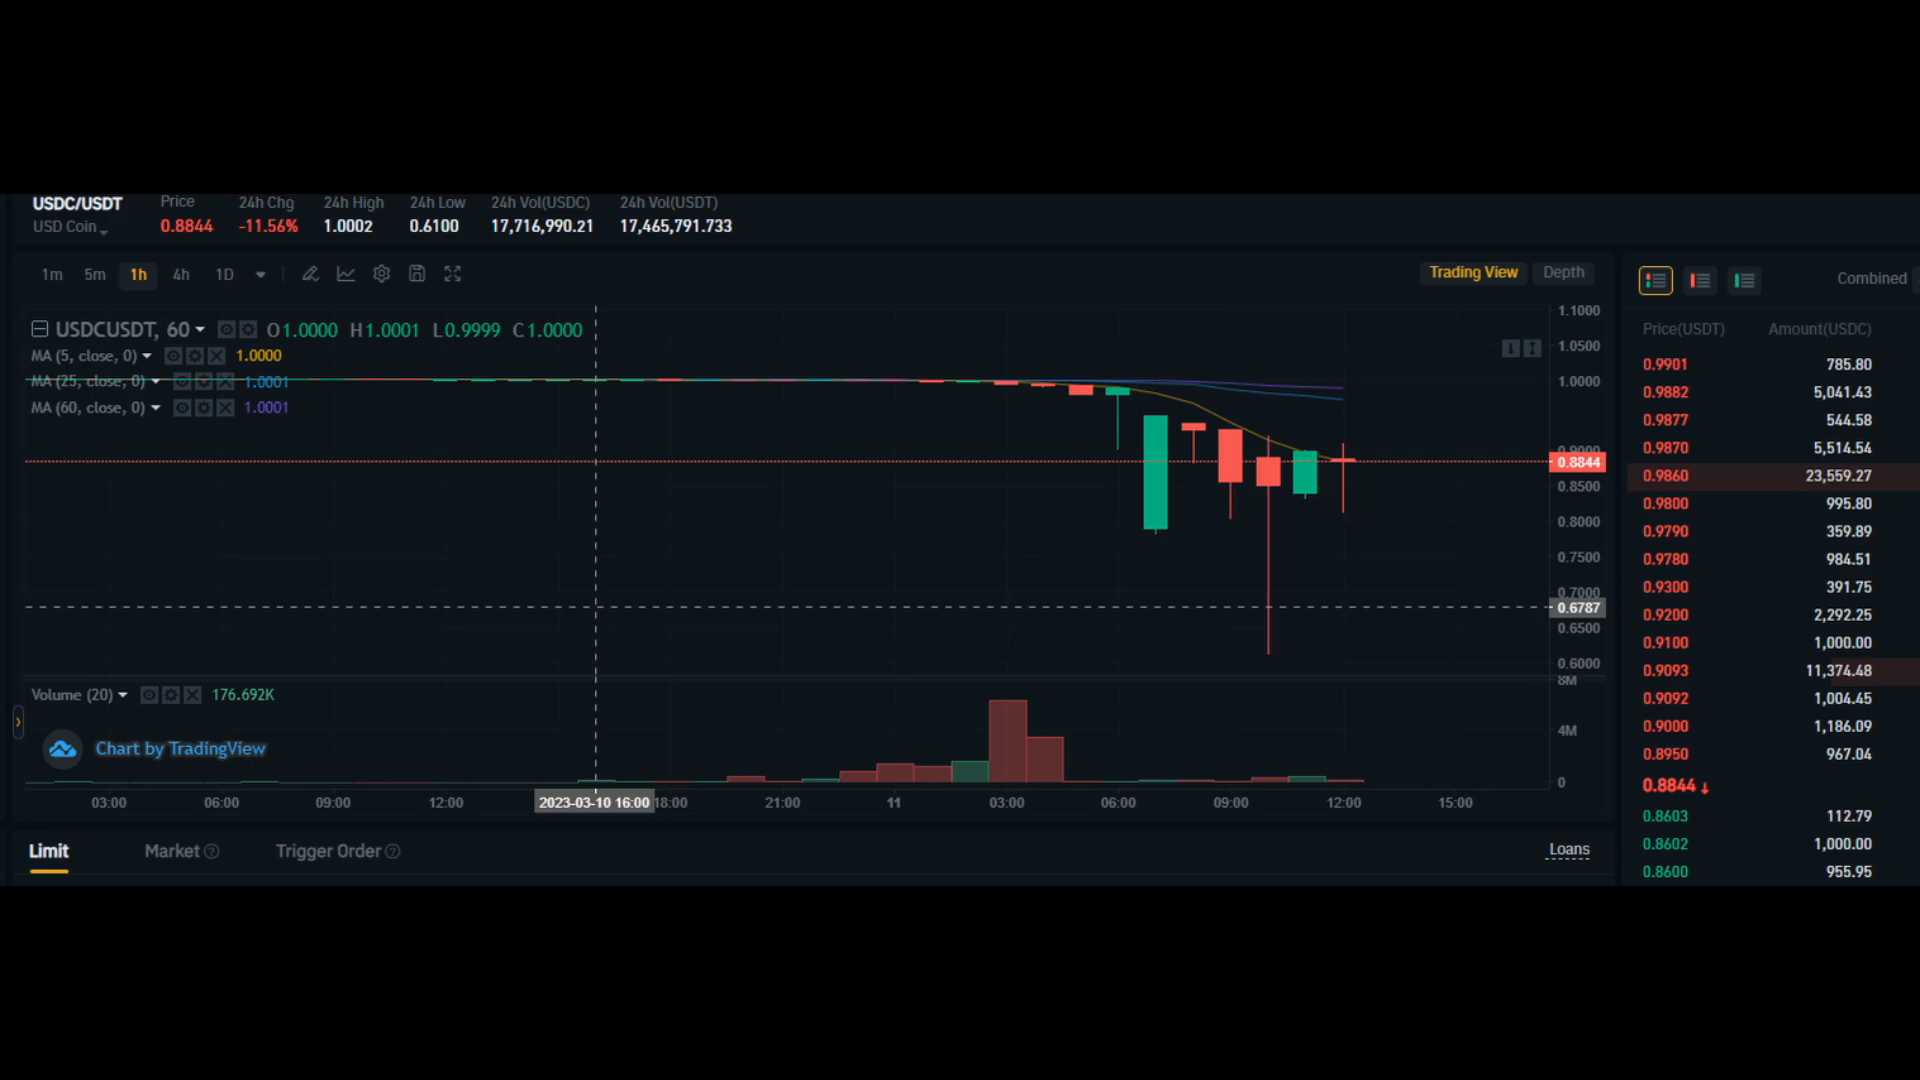 USDC/USDT Price 24h Chg 24h High 24h Low 24h Vol(USDC) 24h Vol(USDT)
USD Coin 0.8844 -11.56% 1.0002 0.6100 17,716,990.21 17,465,791.733
1m 5m 1h 4h 1D Trading View Depth Combined
USDCUSDT, 60 O1.0000 H1.0001 L0.9999 C1.0000
MA (5, close, 0) 1.0000
MA (25, close, 0) 1.0001
MA (60, close, 0) 1.0001
1.1000
1.0500
1.0000
0.9000
0.8844
0.8500
0.8000
0.7500
0.7000
0.6787
0.6500
0.6000
Volume (20) 176.692K
8M
4M
0
Chart by TradingView
03:00 06:00 09:00 12:00 2023-03-10 16:00 18:00 21:00 11 03:00 06:00 09:00 12:00 15:00
Limit Market Trigger Order Loans
Price(USDT) Amount(USDC)
0.9901 785.80
0.9882 5,041.43
0.9877 544.58
0.9870 5,514.54
0.9860 23,559.27
0.9800 995.80
0.9790 359.89
0.9780 984.51
0.9300 391.75
0.9200 2,292.25
0.9100 1,000.00
0.9093 11,374.48
0.9092 1,004.45
0.9000 1,186.09
0.8950 967.04
0.8844↓
0.8603 112.79
0.8602 1,000.00
0.8600 955.95